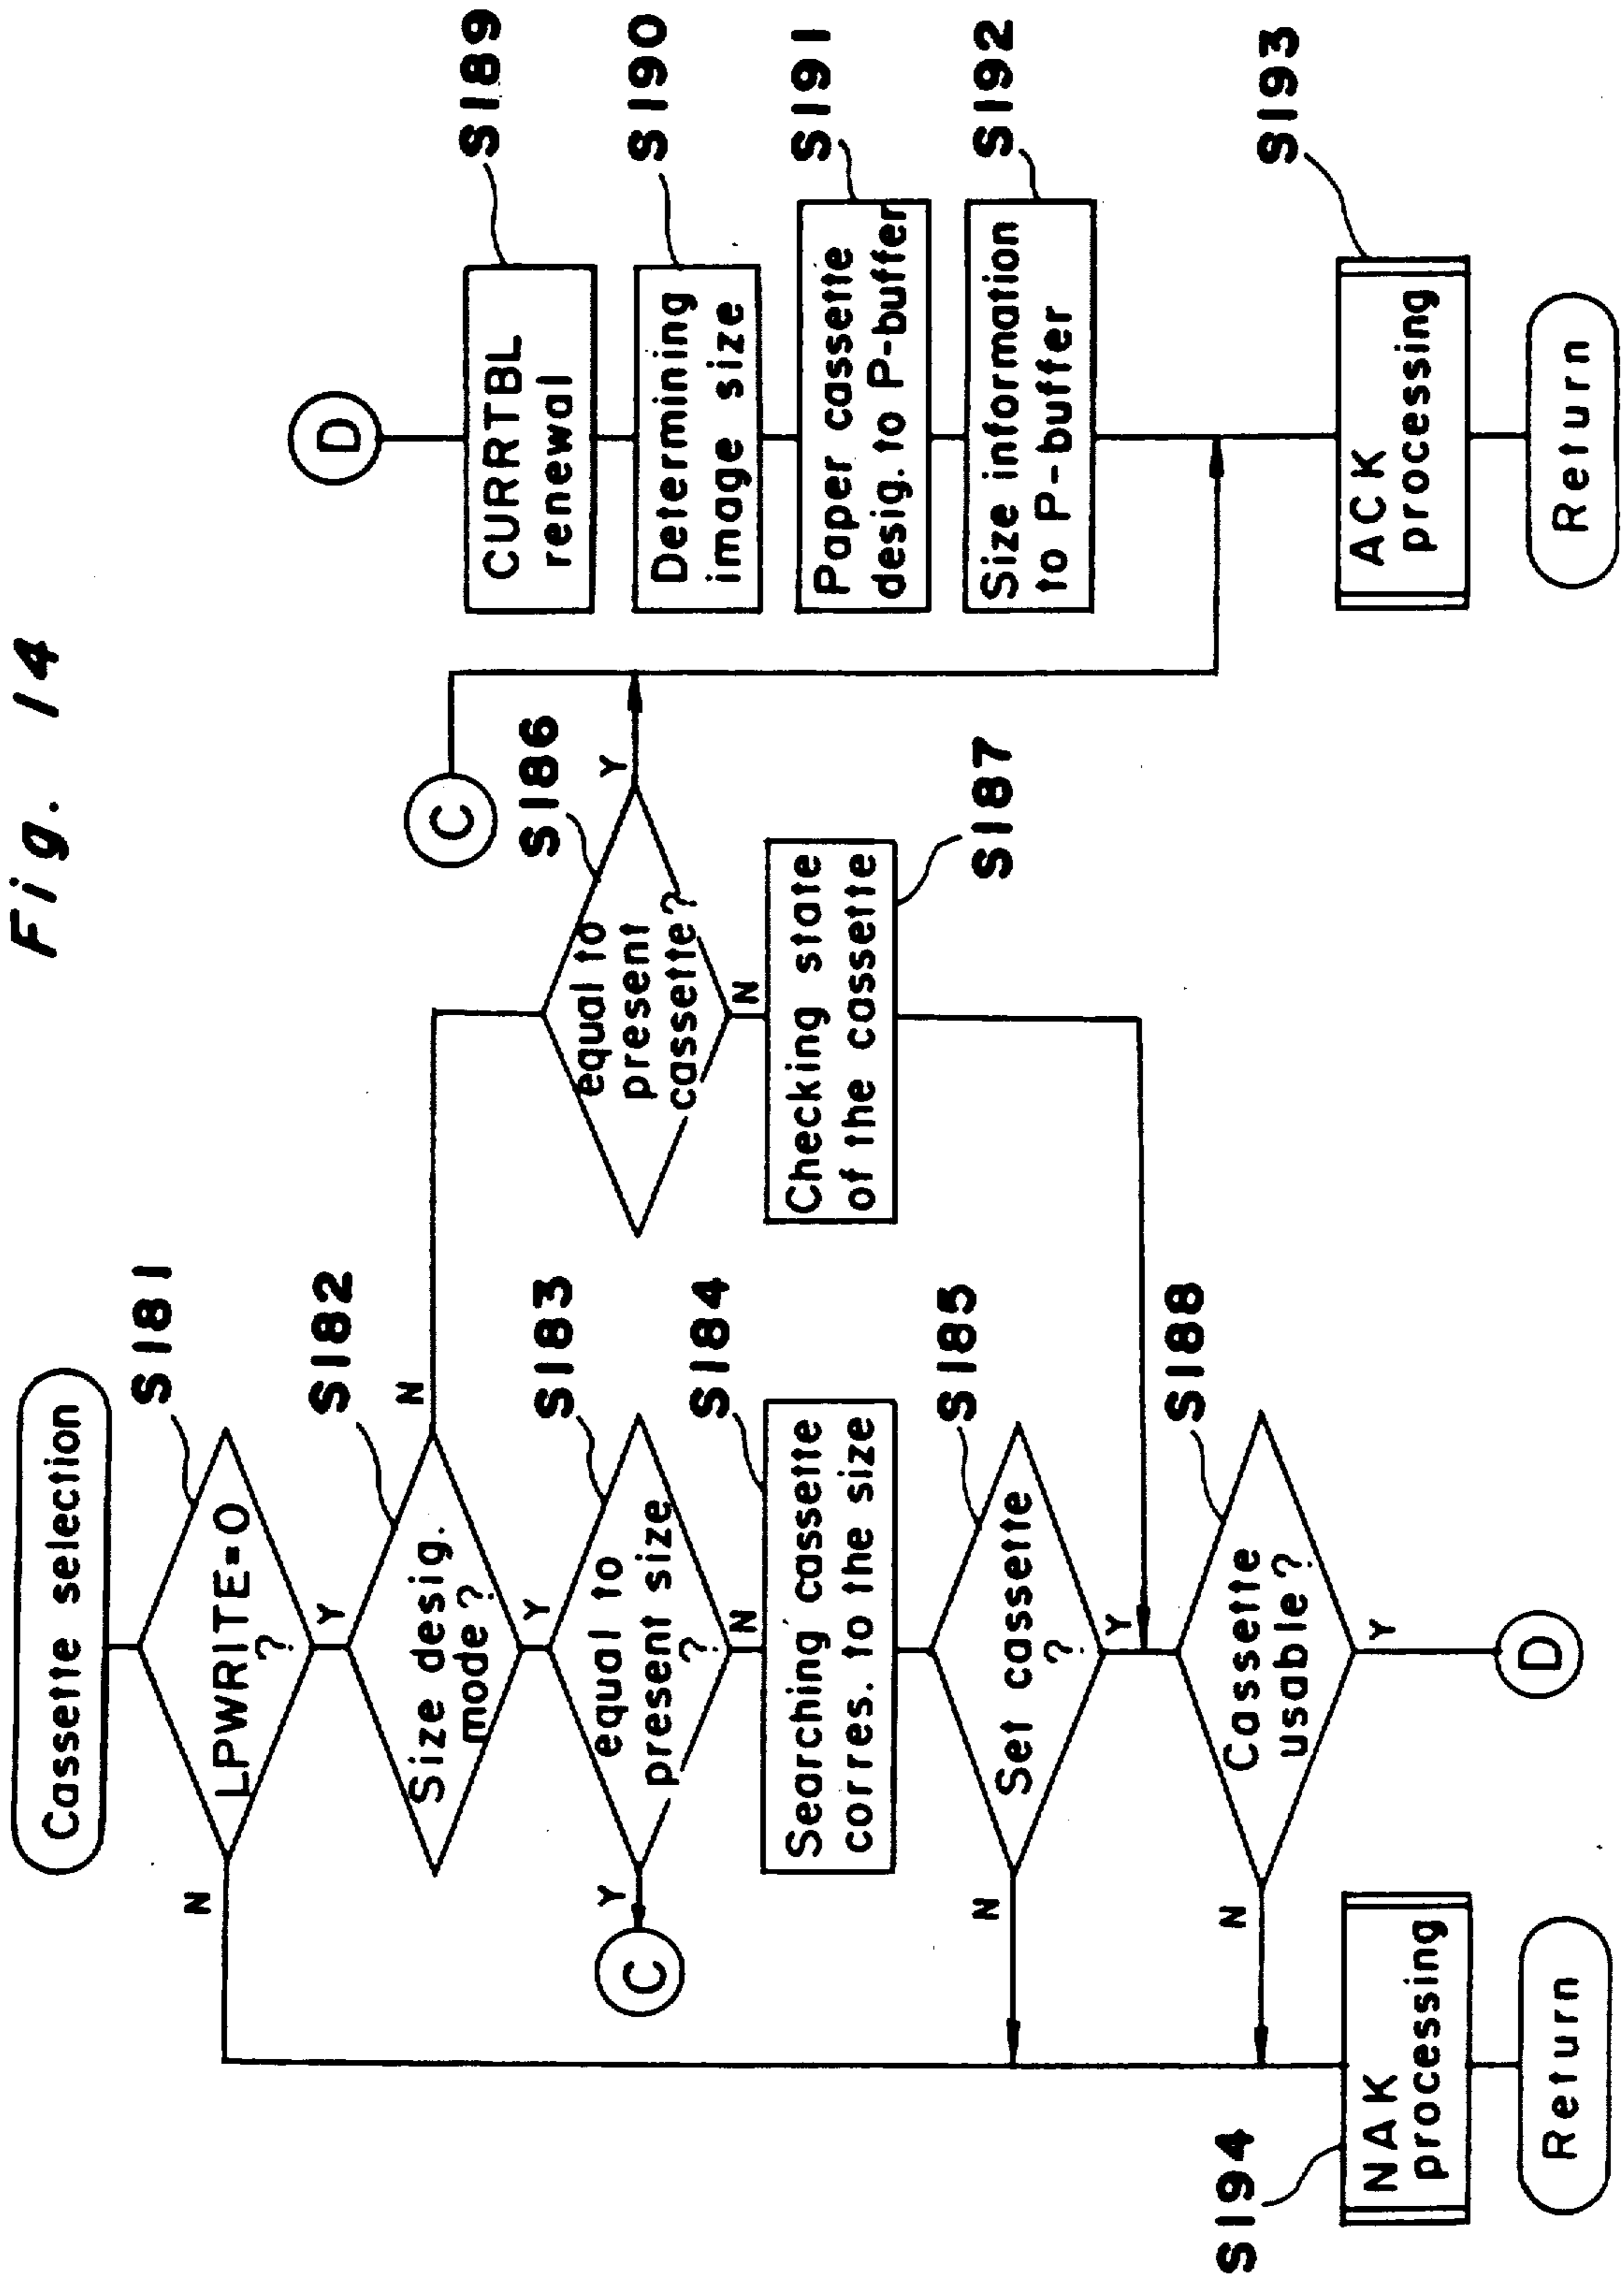 Fig. 14
Cassette selection
S181
LPWRITE=0
?
N
Y
S182
Size desig.
mode?
N
Y
S183
equal to
present size
?
Y
C
N
S184
Searching cassette
corres. to the size
S185
Set cassette
?
N
Y
S188
Cassette
usable?
N
Y
D
S194
NAK
processing
Return
C
S186
equal to
present
cassette?
Y
N
S187
Checking state
of the cassette
D
S189
CURRTBL
renewal
S190
Determining
image size
S191
Paper cassette
desig. to P-buffer
S192
Size information
to P-buffer
S193
ACK
processing
Return